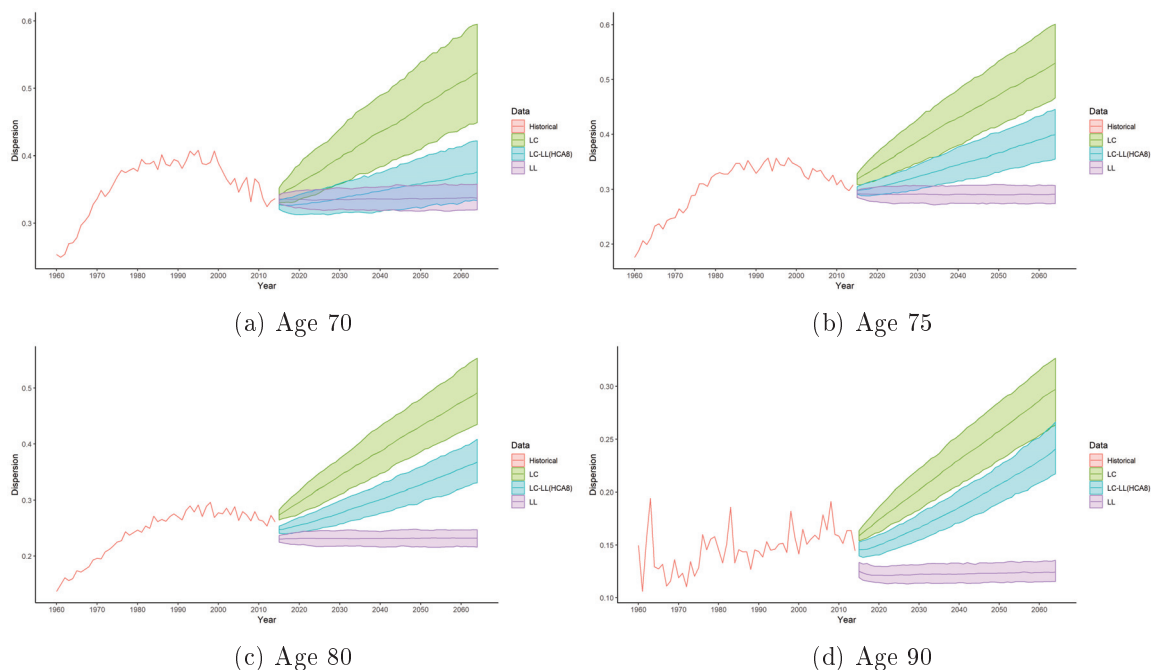 0.6
0.5
0.4
0.3
Dispersion
1960 1970 1980 1990 2000 2010 2020 2030 2040 2050 2060
Year
Data
Historical
LC
LC-LL(HCA8)
LL
(a) Age 70
0.6
0.5
0.4
0.3
0.2
Dispersion
1960 1970 1980 1990 2000 2010 2020 2030 2040 2050 2060
Year
Data
Historical
LC
LC-LL(HCA8)
LL
(b) Age 75
0.5
0.4
0.3
0.2
Dispersion
1960 1970 1980 1990 2000 2010 2020 2030 2040 2050 2060
Year
Data
Historical
LC
LC-LL(HCA8)
LL
(c) Age 80
0.30
0.25
0.20
0.15
0.10
Dispersion
1960 1970 1980 1990 2000 2010 2020 2030 2040 2050 2060
Year
Data
Historical
LC
LC-LL(HCA8)
LL
(d) Age 90